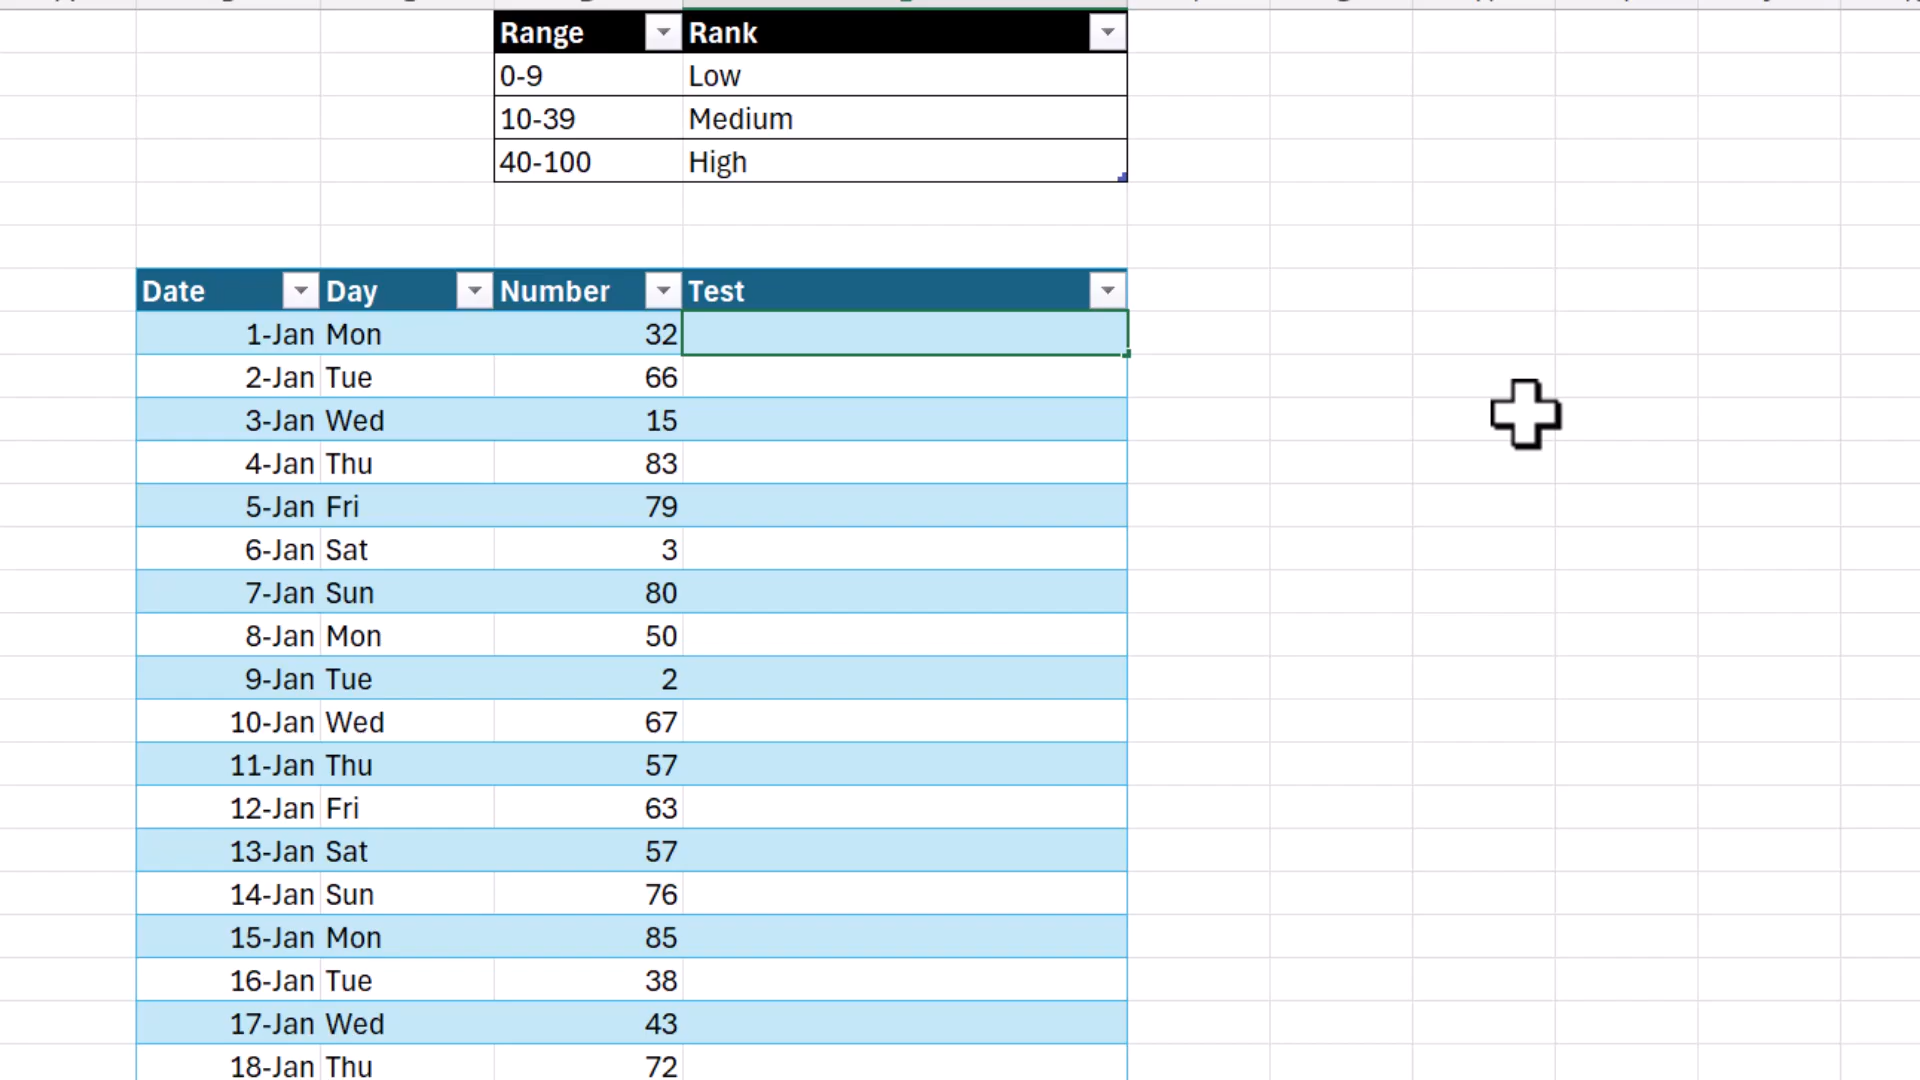 Range Rank
0-9 Low
10-39 Medium
40-100 High
Date Day Number Test
1-Jan Mon 32
2-Jan Tue 66
3-Jan Wed 15
4-Jan Thu 83
5-Jan Fri 79
6-Jan Sat 3
7-Jan Sun 80
8-Jan Mon 50
9-Jan Tue 2
10-Jan Wed 67
11-Jan Thu 57
12-Jan Fri 63
13-Jan Sat 57
14-Jan Sun 76
15-Jan Mon 85
16-Jan Tue 38
17-Jan Wed 43
18-Jan Thu 72